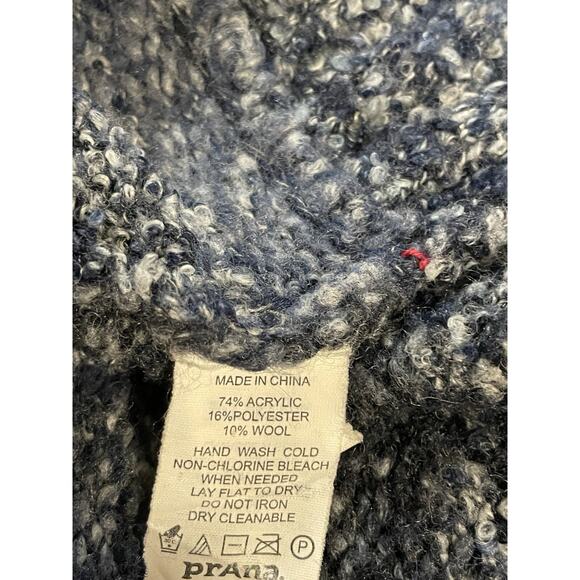 MADE IN CHINA
74% ACRYLIC
16%POLYESTER
10% WOOL
HAND WASH COLD
NON-CHLORINE BLEACH
WHEN NEEDED
LAY FLAT TO DRY
DO NOT IRON
DRY CLEANABLE
P
prAna.